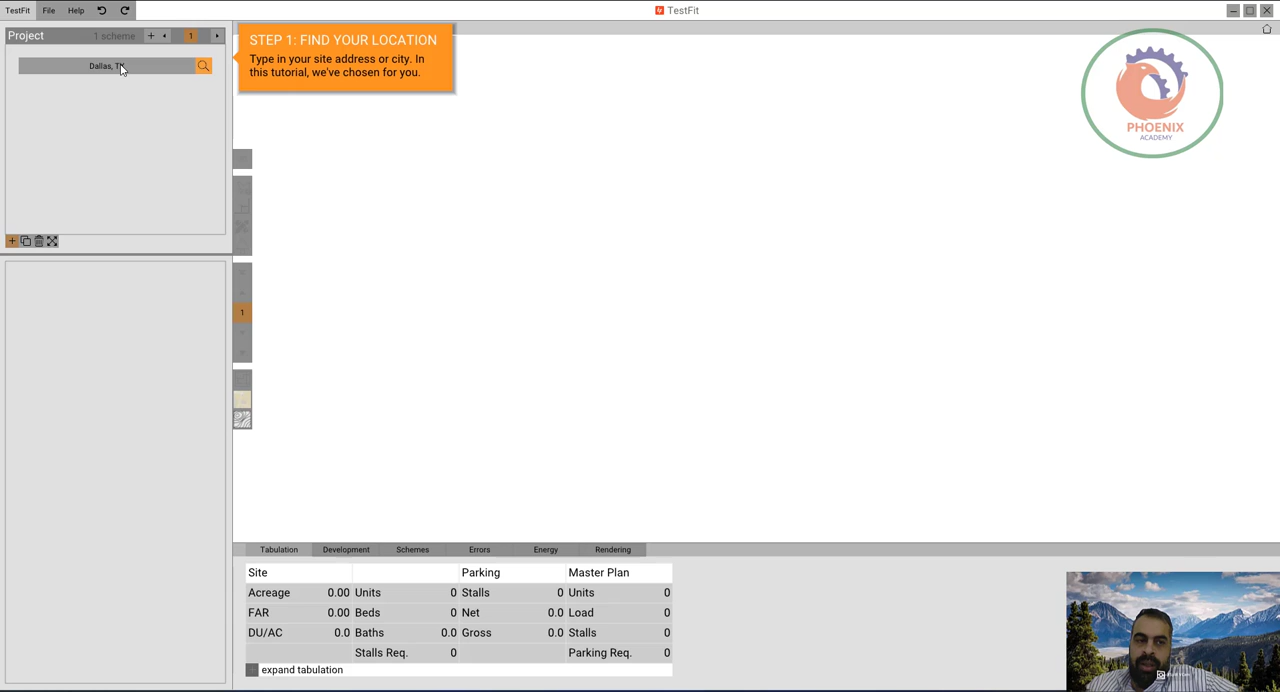 TestFit File Help
TestFit
Project 1 scheme + 1
Dallas,
STEP 1: FIND YOUR LOCATION
Type in your site address or city. In
this tutorial, we've chosen for you.
PHOENIX
ACADEMY
1
Tabulation Development Schemes Errors Energy Rendering
Site Parking Master Plan
Acreage 0.00 Units 0 Stalls 0 Units 0
FAR 0.00 Beds 0 Net 0.0 Load 0
DU/AC 0.0 Baths 0.0 Gross 0.0 Stalls 0
Stalls Req. 0 Parking Req. 0
expand tabulation